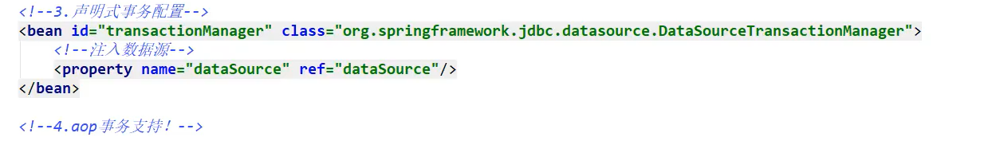 <!--3.声明式事务配置-->
<bean id="transactionManager" class="org.springframework.jdbc.datasource.DataSourceTransactionManager">
<!--注入数据源-->
<property name="dataSource" ref="dataSource"/>
</bean>
<!--4.aop事务支持！-->